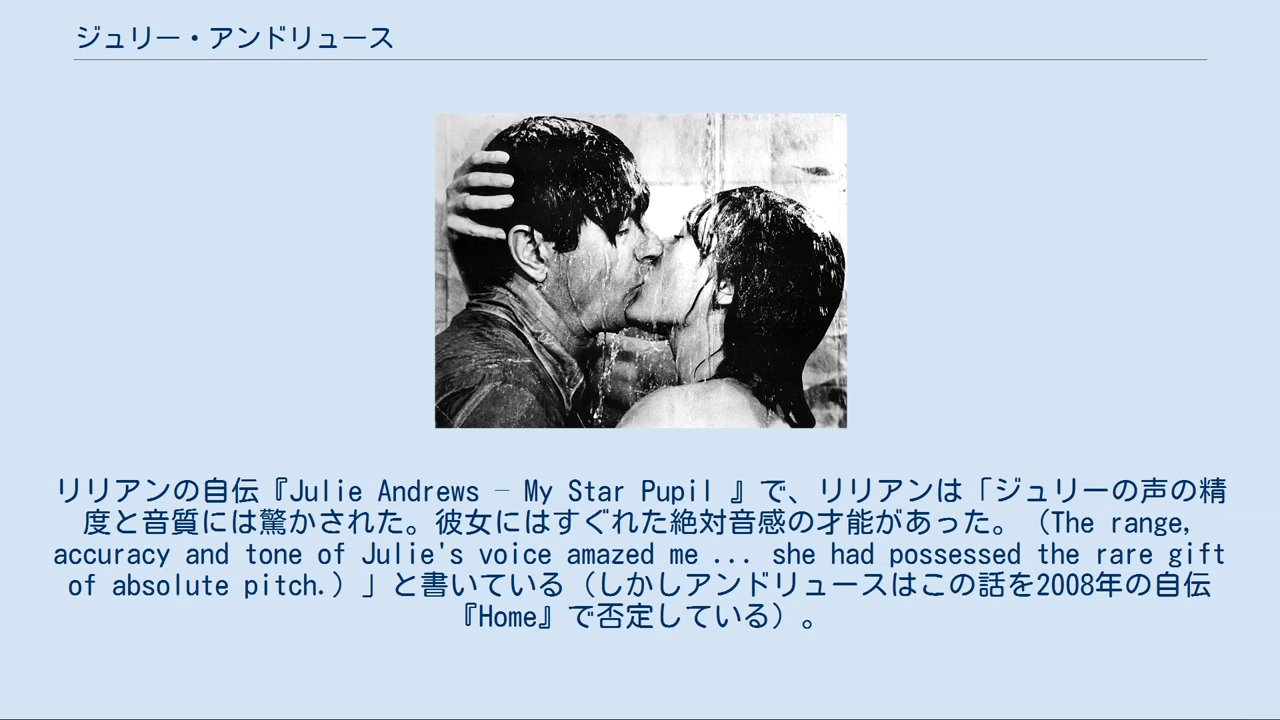 ジュリー・アンドリュース
リリアンの自伝『Julie Andrews – My Star Pupil 』で、リリアンは「ジュリーの声の精
度と音質には驚かされた。彼女にはすぐれた絶対音感の才能があった。（The range,
accuracy and tone of Julie's voice amazed me ... she had possessed the rare gift
of absolute pitch.）」と書いている（しかしアンドリュースはこの話を2008年の自伝
『Home』で否定している）。